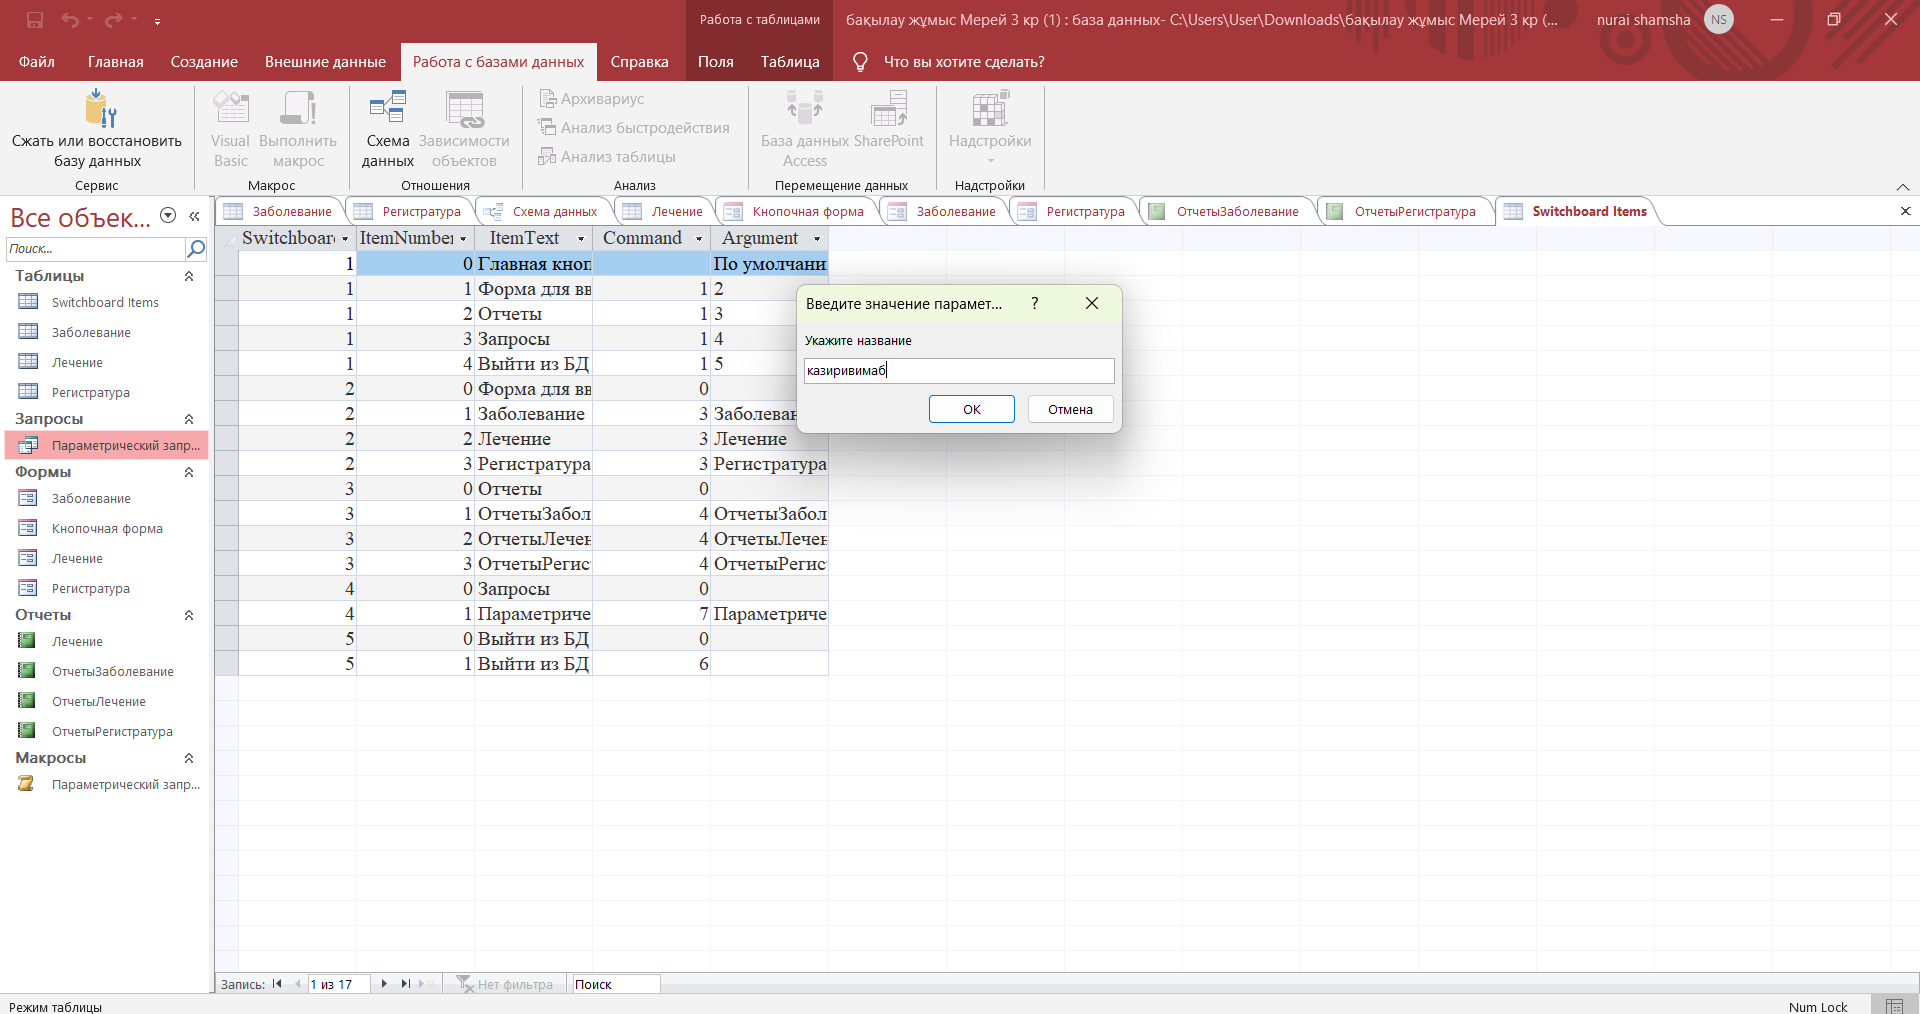 Работа с таблицами
бақылау жұмыс Мерей 3 кр (1) : база данных- C:\Users\User\Downloads\бақылау жұмыс Мерей 3 кр (...
nurai shamsha
NS
Файл Главная Создание Внешние данные Работа с базами данных Справка Поля Таблица Что вы хотите сделать?
Сжать или восстановить
базу данных
Сервис
Visual
Basic
Выполнить
макрос
Макрос
Схема
данных
Зависимости
объектов
Отношения
Архивариус
Анализ быстродействия
Анализ таблицы
Анализ
База данных
Access
SharePoint
Перемещение данных
Надстройки
Надстройки
Все объек... «
Поиск...
Таблицы
Switchboard Items
Заболевание
Лечение
Регистратура
Запросы
Параметрический запр...
Формы
Заболевание
Кнопочная форма
Лечение
Регистратура
Отчеты
Лечение
ОтчетыЗаболевание
ОтчетыЛечение
ОтчетыРегистратура
Макросы
Параметрический запр...
Заболевание Регистратура Схема данных Лечение Кнопочная форма Заболевание Регистратура ОтчетыЗаболевание ОтчетыРегистратура Switchboard Items
Switchboar ItemNumber ItemText Command Argument
1 0 Главная кноп По умолчани
1 1 Форма для вв 1 2
1 2 Отчеты 1 3
1 3 Запросы 1 4
1 4 Выйти из БД 1 5
2 0 Форма для вв 0
2 1 Заболевание 3 Заболеван
2 2 Лечение 3 Лечение
2 3 Регистратура 3 Регистратура
3 0 Отчеты 0
3 1 ОтчетыЗабол 4 ОтчетыЗабол
3 2 ОтчетыЛечен 4 ОтчетыЛечен
3 3 ОтчетыРегис 4 ОтчетыРегис
4 0 Запросы 0
4 1 Параметриче 7 Параметриче
5 0 Выйти из БД 0
5 1 Выйти из БД 6
Введите значение парамет... ?
Укажите название
казиривимаб
ОК Отмена
Запись: 1 из 17 Нет фильтра Поиск
Режим таблицы
Num Lock